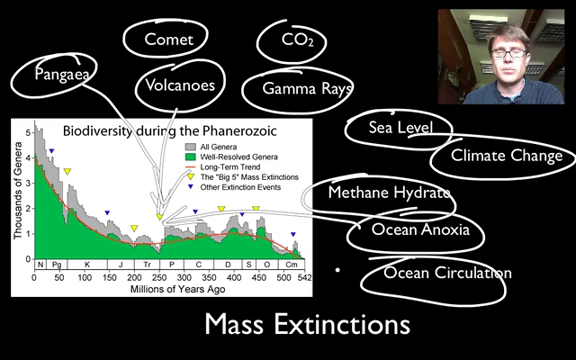 Comet
CO₂
Pangaea
Volcanoes
Gamma Rays
Sea Level
Climate Change
Methane Hydrate
Ocean Anoxia
Ocean Circulation
Biodiversity during the Phanerozoic
All Genera
Well-Resolved Genera
Long-Term Trend
The "Big 5" Mass Extinctions
Other Extinction Events
Thousands of Genera
5
4
3
2
1
0
N Pg K J Tr P C D S O Cm
0 50 100 150 200 250 300 350 400 450 500 542
Millions of Years Ago
Mass Extinctions